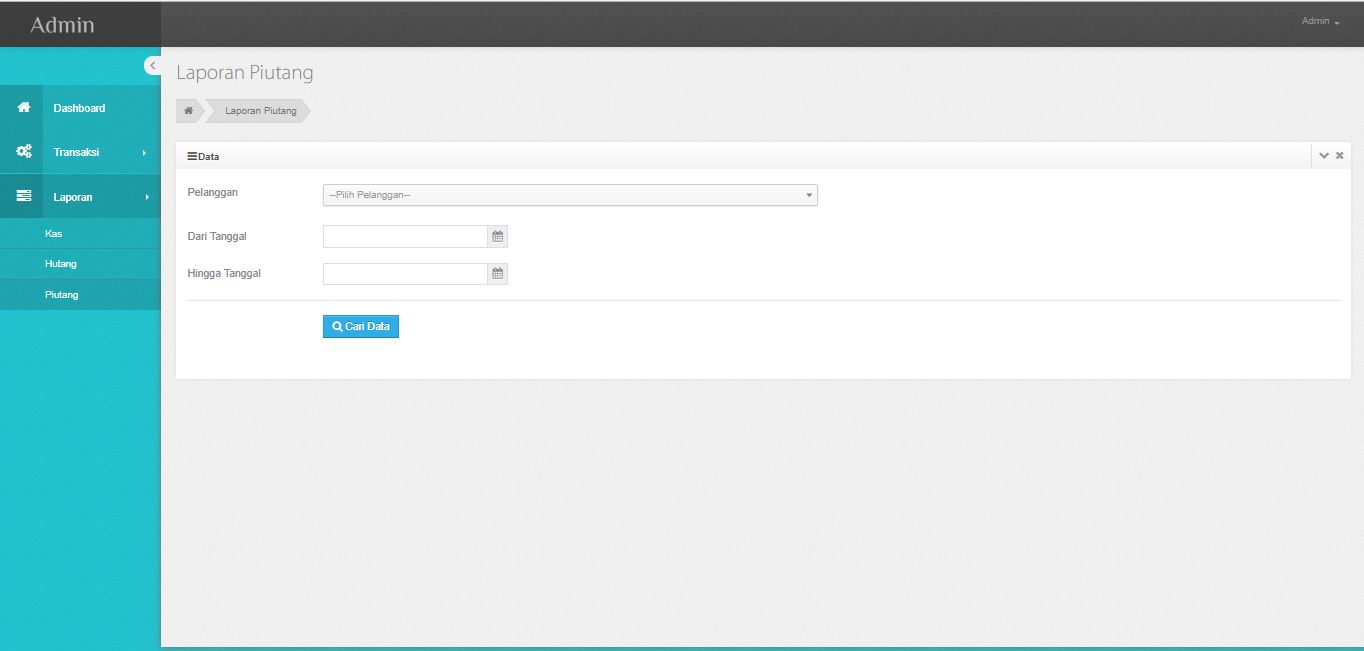 Admin
Admin
Laporan Piutang
Dashboard
Laporan Piutang
Transaksi
Data
Laporan
Pelanggan
--Pilih Pelanggan--
Kas
Dari Tanggal
Hutang
Hingga Tanggal
Piutang
Cari Data